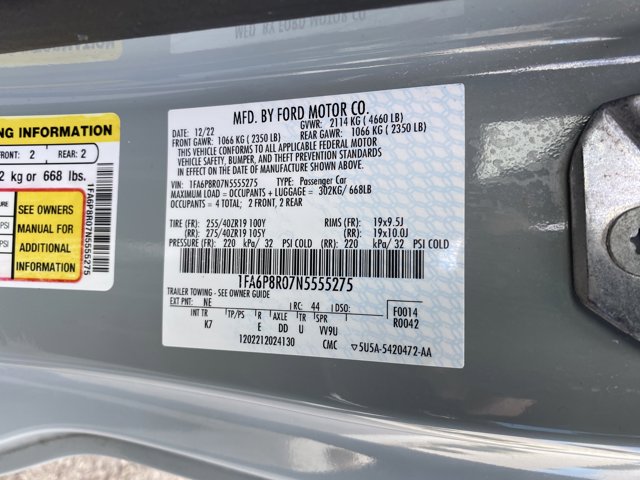 MFD. BY FORD MOTOR CO.
12/22 GVWR: 2114 KG ( 4660 LB)
FRONT GAWR: 1066 KG ( 2350 LB) REAR GAWR: 1066 KG ( 2350 LB)
THIS VEHICLE CONFORMS TO ALL APPLICABLE FEDERAL MOTOR
VEHICLE SAFETY, BUMPER, AND THEFT PREVENTION STANDARDS
IN EFFECT ON THE DATE OF MANUFACTURE SHOWN ABOVE.
VIN: 1FA6P8R07N5555275 TYPE: Passenger Car
MAXIMUM LOAD = OCCUPANTS + LUGGAGE = 302KG/ 668LB
OCCUPANTS = 4 TOTAL: 2 FRONT, 2 REAR
TIRE (FR): 255/40ZR19 100Y RIMS (FR): 19x9.5J
(RR): 275/40ZR19 105Y (RR): 19x10.0J
PRESSURE (FR): 220 kPa/ 32 PSI COLD (RR): 220 kPa/ 32 PSI COLD
1FA6P8R07N5555275
TRAILER TOWING - SEE OWNER GUIDE
EXT PNT: NE RC: 44 DSO: F0014
INT TR TP/PS R AXLE TR SPR R0042
K7 E DD U VV9U
1202212024130 CMC 5U5A-5420472-AA
ING INFORMATION
FRONT: 2 REAR: 2
2 kg or 668 lbs.
SEE OWNERS
MANUAL FOR
ADDITIONAL
INFORMATION
PSI
PSI
1FA6P8R07N5555275